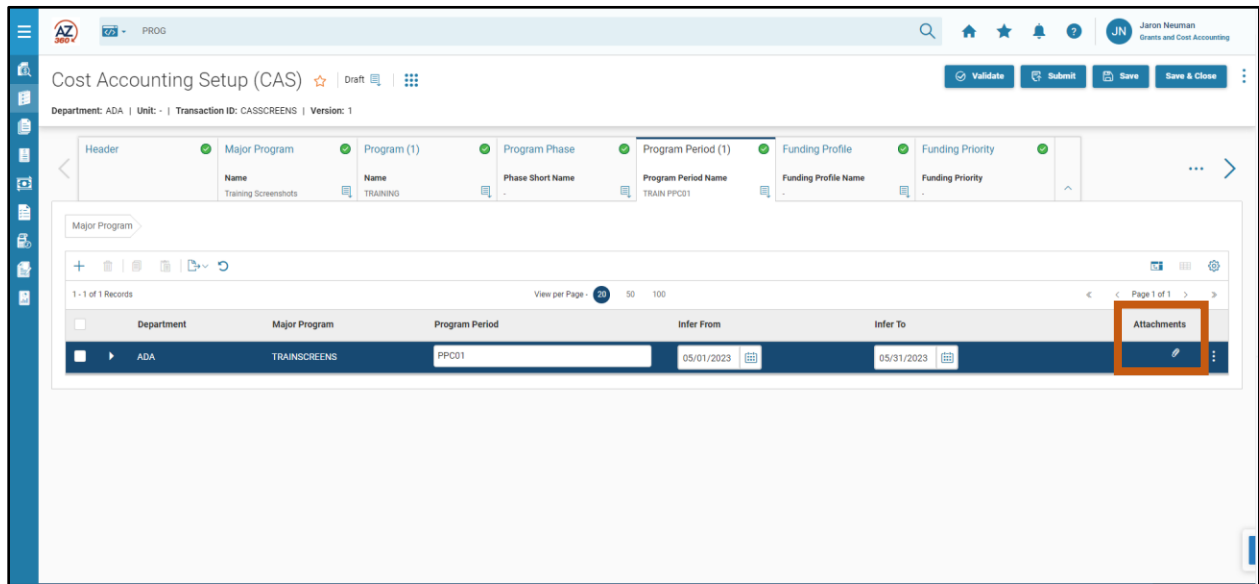 AZ
360
PROG
JN
Jaron Neuman
Grants and Cost Accounting
Cost Accounting Setup (CAS)
Draft
Validate
Submit
Save
Save & Close
Department: ADA | Unit: - | Transaction ID: CASSCREENS | Version: 1
Header
Major Program
Program (1)
Program Phase
Program Period (1)
Funding Profile
Funding Priority
Name
Name
Phase Short Name
Program Period Name
Funding Profile Name
Funding Priority
Training Screenshots
TRAINING
-
TRAIN PPC01
-
-
Major Program
1 - 1 of 1 Records
View per Page - 20 50 100
Page 1 of 1
Department
Major Program
Program Period
Infer From
Infer To
Attachments
ADA
TRAINSCREENS
PPC01
05/01/2023
05/31/2023